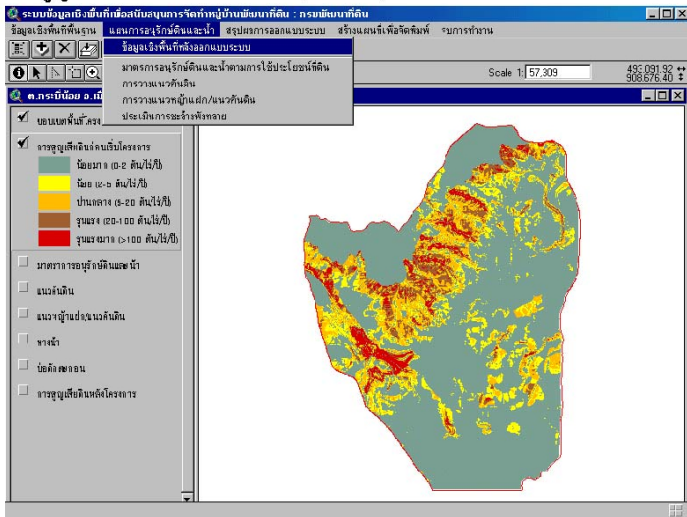 ระบบข้อมูลเชิงพื้นที่เพื่อสนับสนุนการจัดทำหมู่บ้านพัฒนาที่ดิน : กรมพัฒนาที่ดิน
ข้อมูลเชิงพื้นที่พื้นฐาน แผนการอนุรักษ์ดินและน้ำ สรุปผลการออกแบบระบบ สร้างแผนที่เพื่อจัดพิมพ์ จบการทำงาน
ข้อมูลเชิงพื้นที่หลังออกแบบระบบ
มาตรการอนุรักษ์ดินและน้ำตามการใช้ประโยชน์ที่ดิน
การวางแนวคันดิน
การวางแนวหญ้าแฝก/แนวคันดิน
ประเมินการชะล้างพังทลาย
Scale 1: 57,309
493,091.92
908,676.40
ต.กระบี่น้อย อ.เมือ
ขอบเขตพื้นที่โครง
การสูญเสียดินก่อนเริ่มโครงการ
น้อยมาก (0-2 ตัน/ไร่/ปี)
น้อย (2-5 ตัน/ไร่/ปี)
ปานกลาง (5-20 ตัน/ไร่/ปี)
รุนแรง (20-100 ตัน/ไร่/ปี)
รุนแรงมาก (>100 ตัน/ไร่/ปี)
มาตราการอนุรักษ์ดินและน้ำ
แนวคันดิน
แนวหญ้าแฝก/แนวคันดิน
ทางน้ำ
บ่อดักตะกอน
การสูญเสียดินหลังโครงการ